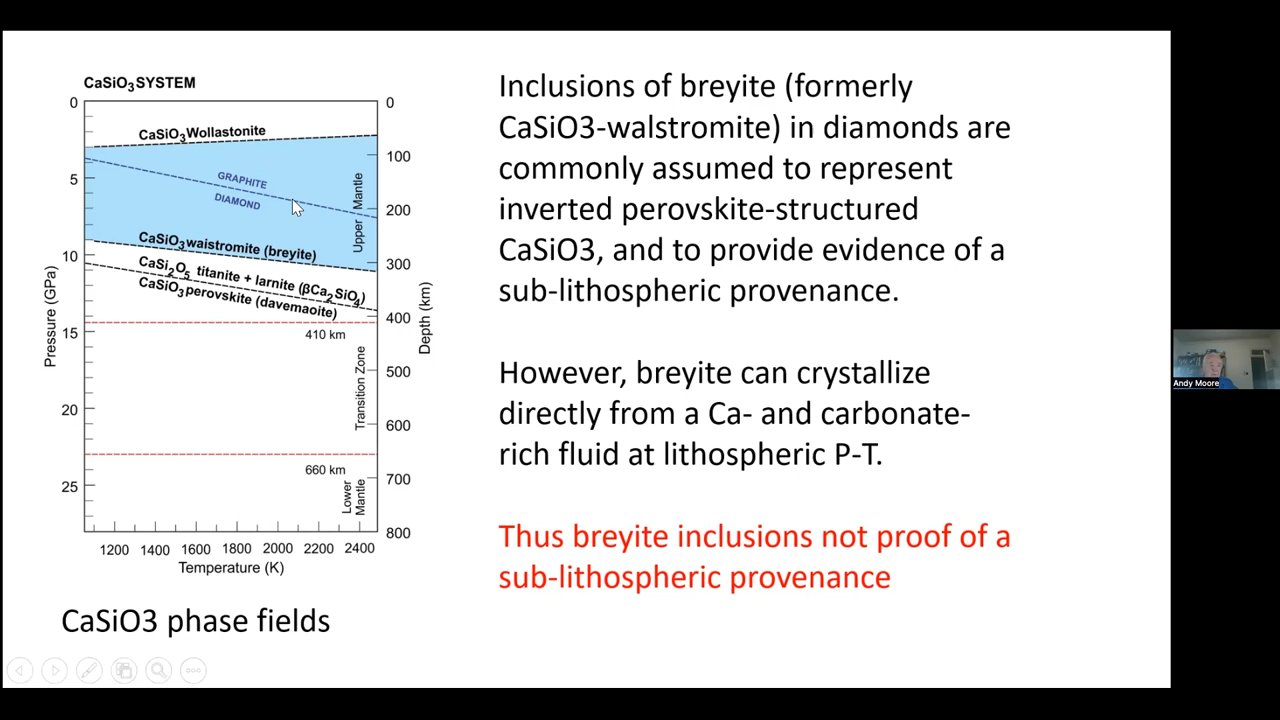 CaSiO3 SYSTEM
0
5
10
15
20
25
Pressure (GPa)
CaSiO3 Wollastonite
GRAPHITE
DIAMOND
Upper Mantle
CaSiO3 waistromite (breyite)
CaSi2O5 titanite + larnite (βCa2SiO4)
CaSiO3 perovskite (davemaoite)
410 km
Transition Zone
660 km
Lower
Mantle
0
100
200
300
400
500
600
700
800
Depth (km)
1200 1400 1600 1800 2000 2200 2400
Temperature (K)
CaSiO3 phase fields
Inclusions of breyite (formerly
CaSiO3-walstromite) in diamonds are
commonly assumed to represent
inverted perovskite-structured
CaSiO3, and to provide evidence of a
sub-lithospheric provenance.
However, breyite can crystallize
directly from a Ca- and carbonate-
rich fluid at lithospheric P-T.
Thus breyite inclusions not proof of a
sub-lithospheric provenance
Andy Moore